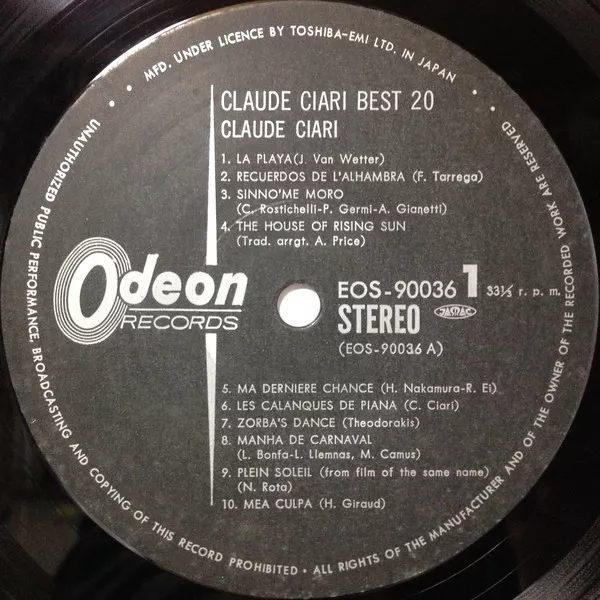 MFD. UNDER LICENCE BY TOSHIBA-EMI LTD. IN JAPAN
CLAUDE CIARI BEST 20
CLAUDE CIARI
1. LA PLAYA(J. Van Wetter)
2. RECUERDOS DE L'ALHAMBRA (F. Tarrega)
3. SINNO'ME MORO
(C. Rostichelli-P. Germi-A. Gianetti)
4. THE HOUSE OF RISING SUN
(Trad. arrgt. A. Price)
Odeon
RECORDS
EOS-90036 1 33⅓ r. p. m.
STEREO JASRAC
(EOS-90036 A)
5. MA DERNIERE CHANCE (H. Nakamura-R. Ei)
6. LES CALANQUES DE PIANA (C. Ciari)
7. ZORBA'S DANCE (Theodorakis)
8. MANHA DE CARNAVAL
(L. Bonfa-L. Llemnas, M. Camus)
9. PLEIN SOLEIL (from film of the same name)
(N. Rota)
10. MEA CULPA (H. Giraud)
UNAUTHORIZED PUBLIC PERFORMANCE, BROADCASTING AND COPYING OF THIS RECORD PROHIBITED · ALL RIGHTS OF THE MANUFACTURER AND OF THE OWNER OF THE RECORDED WORK ARE RESERVED